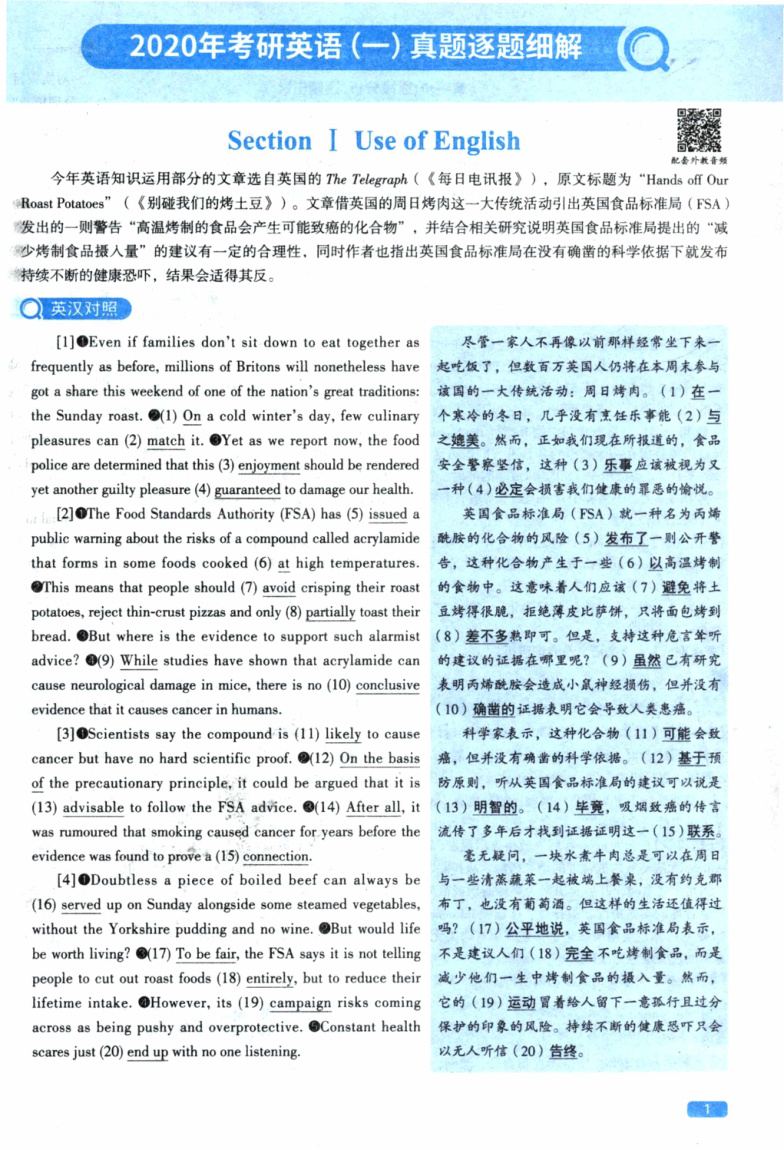 2020年考研英语(一)真题逐题细解
Section Ⅰ Use of English
配套外教音频
今年英语知识运用部分的文章选自英国的 The Telegraph(《每日电讯报》),原文标题为“Hands off Our
Roast Potatoes”(《别碰我们的烤土豆》)。文章借英国的周日烤肉这一大传统活动引出英国食品标准局(FSA)
发出的一则警告“高温烤制的食品会产生可能致癌的化合物”,并结合相关研究说明英国食品标准局提出的“减
少烤制食品摄入量”的建议有一定的合理性,同时作者也指出英国食品标准局在没有确凿的科学依据下就发布
持续不断的健康恐吓,结果会适得其反。
英汉对照
[1]❶Even if families don't sit down to eat together as
frequently as before, millions of Britons will nonetheless have
got a share this weekend of one of the nation's great traditions:
the Sunday roast. ❷(1) On a cold winter's day, few culinary
pleasures can (2) match it. ❸Yet as we report now, the food
police are determined that this (3) enjoyment should be rendered
yet another guilty pleasure (4) guaranteed to damage our health.
[2]❶The Food Standards Authority (FSA) has (5) issued a
public warning about the risks of a compound called acrylamide
that forms in some foods cooked (6) at high temperatures.
❷This means that people should (7) avoid crisping their roast
potatoes, reject thin-crust pizzas and only (8) partially toast their
bread. ❸But where is the evidence to support such alarmist
advice? ❹(9) While studies have shown that acrylamide can
cause neurological damage in mice, there is no (10) conclusive
evidence that it causes cancer in humans.
[3]❶Scientists say the compound is (11) likely to cause
cancer but have no hard scientific proof. ❷(12) On the basis
of the precautionary principle, it could be argued that it is
(13) advisable to follow the FSA advice. ❸(14) After all, it
was rumoured that smoking caused cancer for years before the
evidence was found to prove a (15) connection.
[4]❶Doubtless a piece of boiled beef can always be
(16) served up on Sunday alongside some steamed vegetables,
without the Yorkshire pudding and no wine. ❷But would life
be worth living? ❸(17) To be fair, the FSA says it is not telling
people to cut out roast foods (18) entirely, but to reduce their
lifetime intake. ❹However, its (19) campaign risks coming
across as being pushy and overprotective. ❺Constant health
scares just (20) end up with no one listening.
尽管一家人不再像以前那样经常坐下来一
起吃饭了,但数百万英国人仍将在本周末参与
该国的一大传统活动:周日烤肉。(1)在一
个寒冷的冬日,几乎没有烹饪乐事能(2)与
之媲美。然而,正如我们现在所报道的,食品
安全警察坚信,这种(3)乐事应该被视为又
一种(4)必定会损害我们健康的罪恶的愉悦。
英国食品标准局(FSA)就一种名为丙烯
酰胺的化合物的风险(5)发布了一则公开警
告,这种化合物产生于一些(6)以高温烤制
的食物中。这意味着人们应该(7)避免将土
豆烤得很脆,拒绝薄皮比萨饼,只将面包烤到
(8)差不多熟即可。但是,支持这种危言耸听
的建议的证据在哪里呢?(9)虽然已有研究
表明丙烯酰胺会造成小鼠神经损伤,但并没有
(10)确凿的证据表明它会导致人类患癌。
科学家表示,这种化合物(11)可能会致
癌,但并没有确凿的科学依据。(12)基于预
防原则,听从英国食品标准局的建议可以说是
(13)明智的。(14)毕竟,吸烟致癌的传言
流传了多年后才找到证据证明这一(15)联系。
毫无疑问,一块水煮牛肉总是可以在周日
与一些清蒸蔬菜一起被端上餐桌,没有约克郡
布丁,也没有葡萄酒。但这样的生活还值得过
吗?(17)公平地说,英国食品标准局表示,
不是建议人们(18)完全不吃烤制食品,而是
减少他们一生中烤制食品的摄入量。然而,
它的(19)运动冒着给人留下一意孤行且过分
保护的印象的风险。持续不断的健康恐吓只会
以无人听信(20)告终。
1